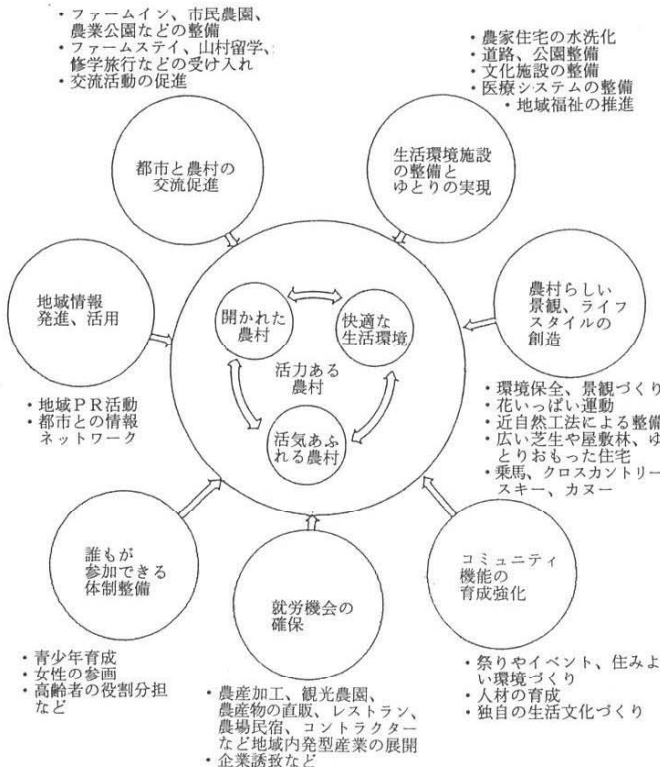 ・ファームイン、市民農園、
農業公園などの整備
・ファームステイ、山村留学、
修学旅行などの受け入れ
・交流活動の促進
・農家住宅の水洗化
・道路、公園整備
・文化施設の整備
・医療システムの整備
・地域福祉の推進
都市と農村の
交流促進
生活環境施設
の整備と
ゆとりの実現
地域情報
発進、活用
農村らしい
景観、ライフ
スタイルの
創造
開かれた
農村
快適な
生活環境
活力ある
農村
活気あふ
れる農村
・地域PR活動
・都市との情報
ネットワーク
・環境保全、景観づくり
・花いっぱい運動
・近自然工法による整備
・広い芝生や屋敷林、ゆ
とりおもった住宅
・乗馬、クロスカントリー
スキー、カヌー
誰もが
参加できる
体制整備
就労機会の
確保
コミュニティ
機能の
育成強化
・青少年育成
・女性の参画
・高齢者の役割分担
など
・農産加工、観光農園、
農産物の直販、レストラン、
農場民宿、コントラクター
など地域内発型産業の展開
・企業誘致など
・祭りやイベント、住みよ
い環境づくり
・人材の育成
・独自の生活文化づくり